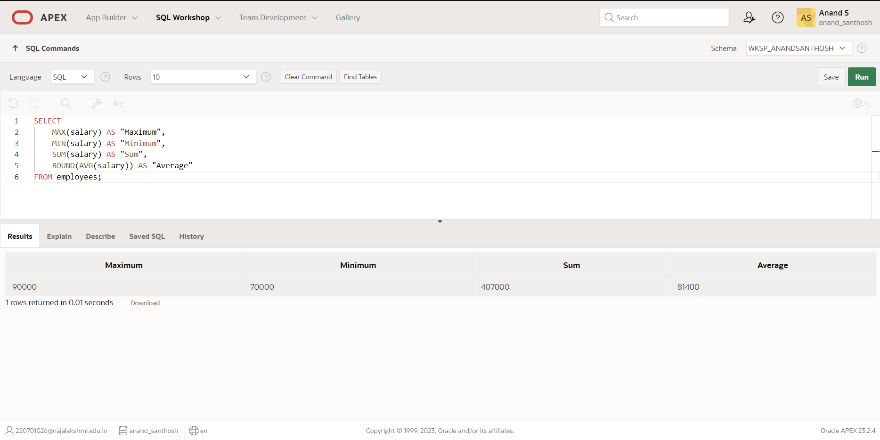 APEX App Builder SQL Workshop Team Development Gallery Search AS Anand S
anand_santhosh
SQL Commands Schema WKSP_ANANDSANTHOSH
Language SQL Rows 10 Clear Command Find Tables Save Run
1 SELECT
2 MAX(salary) AS "Maximum",
3 MIN(salary) AS "Minimum",
4 SUM(salary) AS "Sum",
5 ROUND(AVG(salary)) AS "Average"
6 FROM employees;
Results Explain Describe Saved SQL History
Maximum Minimum Sum Average
90000 70000 407000 81400
1 rows returned in 0.01 seconds Download
220701026@rajalakshmi.edu.in anand_santhosh en Copyright © 1999, 2023, Oracle and/or its affiliates. Oracle APEX 23.2.4